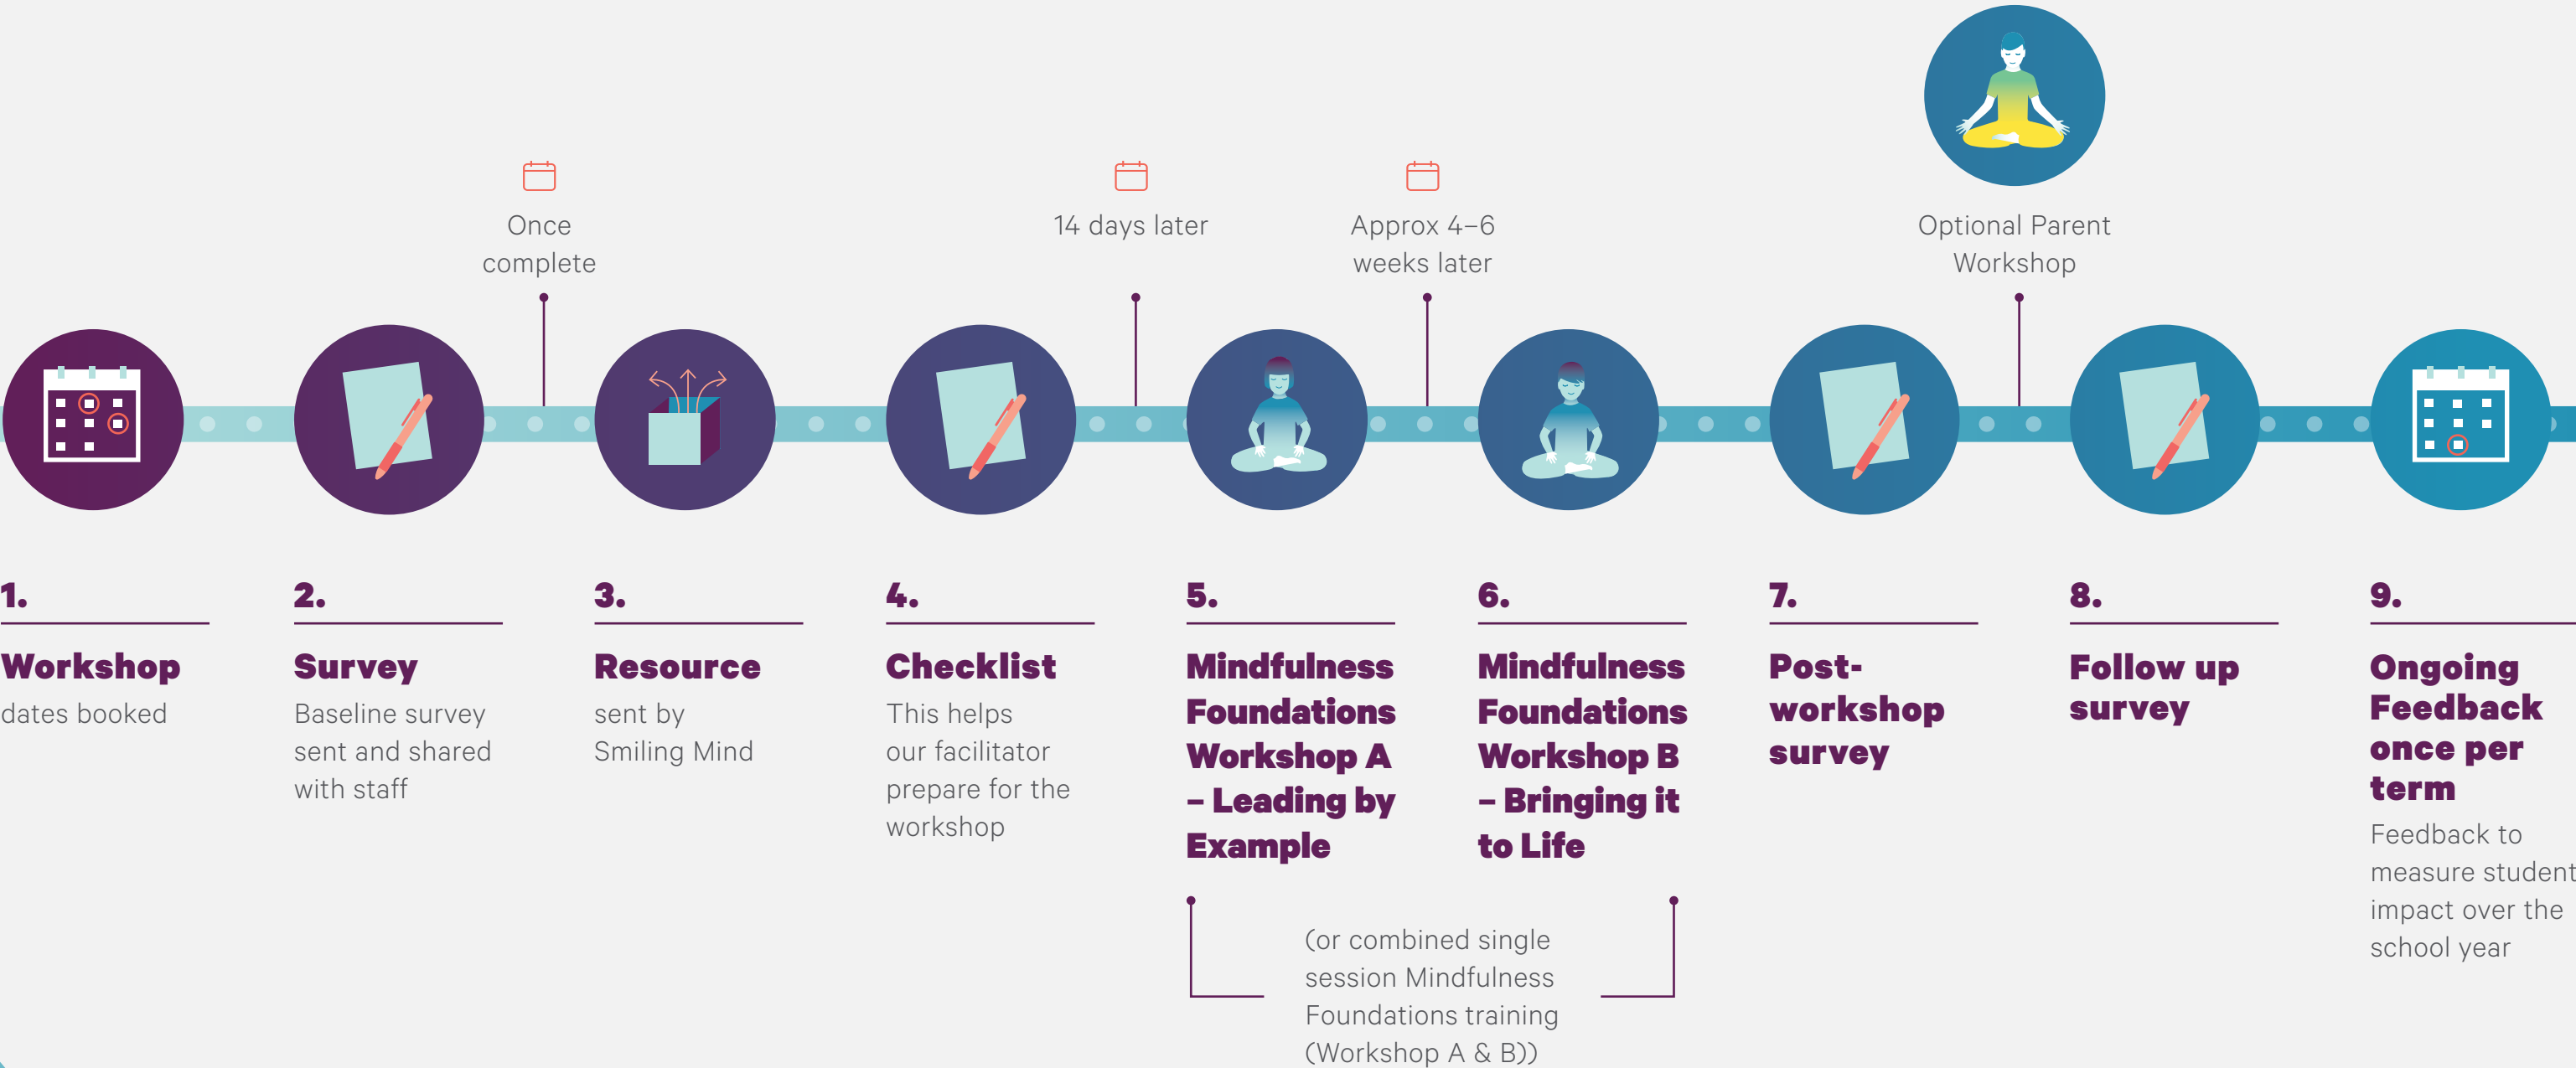 Once
complete
14 days later
Approx 4–6
weeks later
Optional Parent
Workshop
1.
Workshop
dates booked
2.
Survey
Baseline survey
sent and shared
with staff
3.
Resource
sent by
Smiling Mind
4.
Checklist
This helps
our facilitator
prepare for the
workshop
5.
Mindfulness
Foundations
Workshop A
– Leading by
Example
6.
Mindfulness
Foundations
Workshop B
– Bringing it
to Life
(or combined single
session Mindfulness
Foundations training
(Workshop A & B))
7.
Post-
workshop
survey
8.
Follow up
survey
9.
Ongoing
Feedback
once per
term
Feedback to
measure student
impact over the
school year